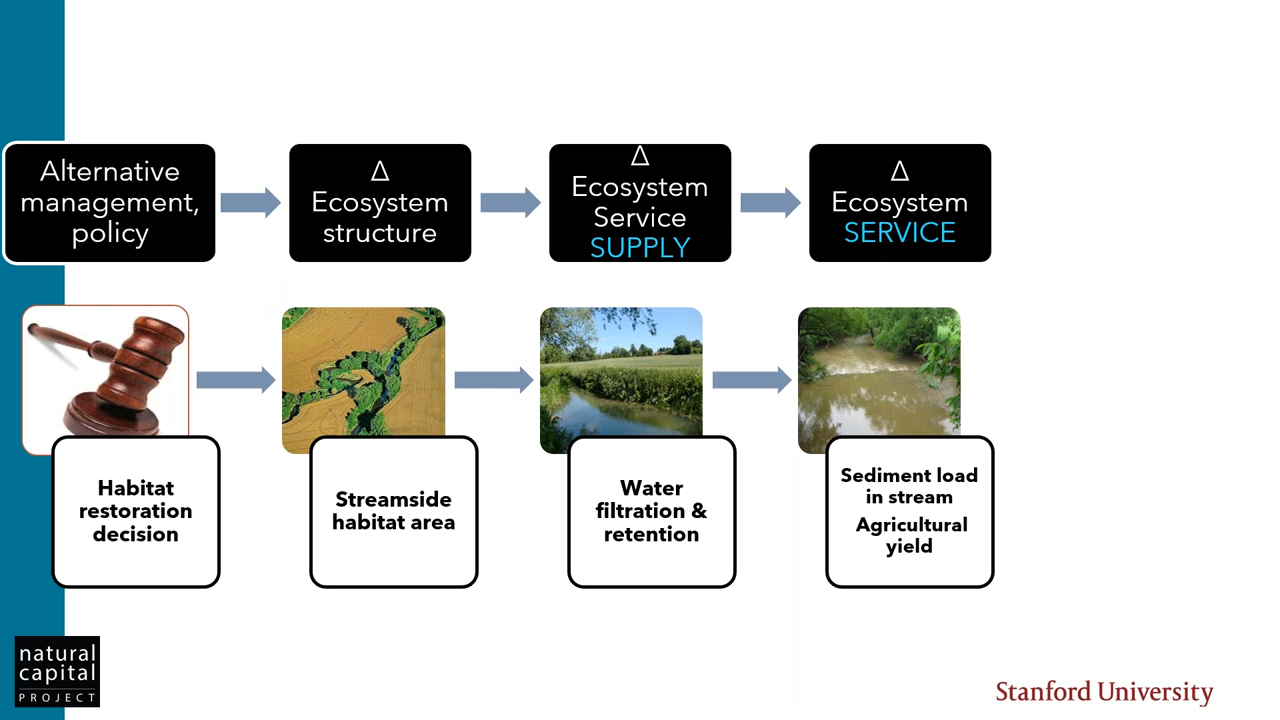 Alternative
management,
policy
Δ
Ecosystem
structure
Δ
Ecosystem
Service
SUPPLY
Δ
Ecosystem
SERVICE
Habitat
restoration
decision
Streamside
habitat area
Water
filtration &
retention
Sediment load
in stream
Agricultural
yield
natural
capital
PROJECT
Stanford University